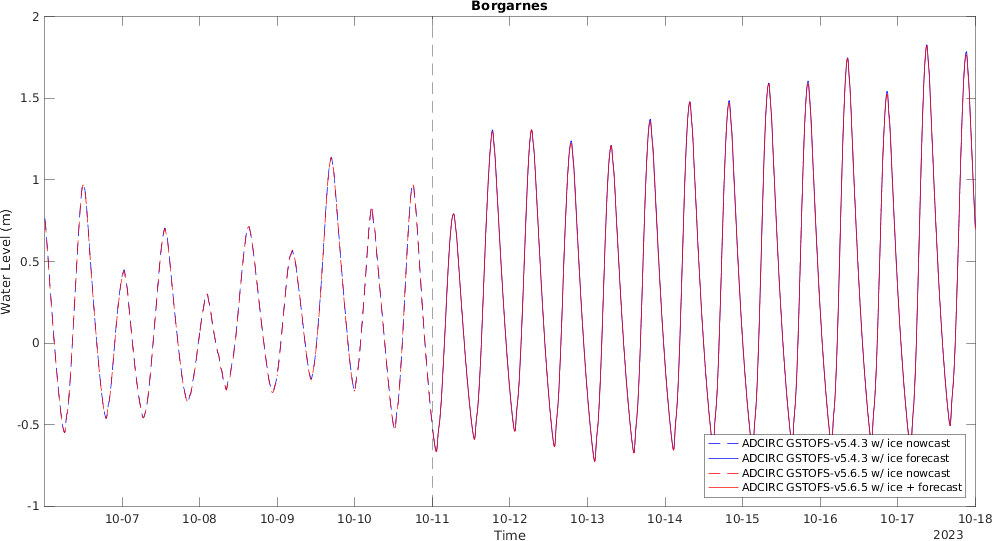 Borgarnes
2
1.5
1
0.5
0
-0.5
-1
Water Level (m)
ADCIRC GSTOFS-v5.4.3 w/ ice nowcast
ADCIRC GSTOFS-v5.4.3 w/ ice forecast
ADCIRC GSTOFS-v5.6.5 w/ ice nowcast
ADCIRC GSTOFS-v5.6.5 w/ ice + forecast
10-07 10-08 10-09 10-10 10-11 10-12 10-13 10-14 10-15 10-16 10-17 10-18
Time
2023